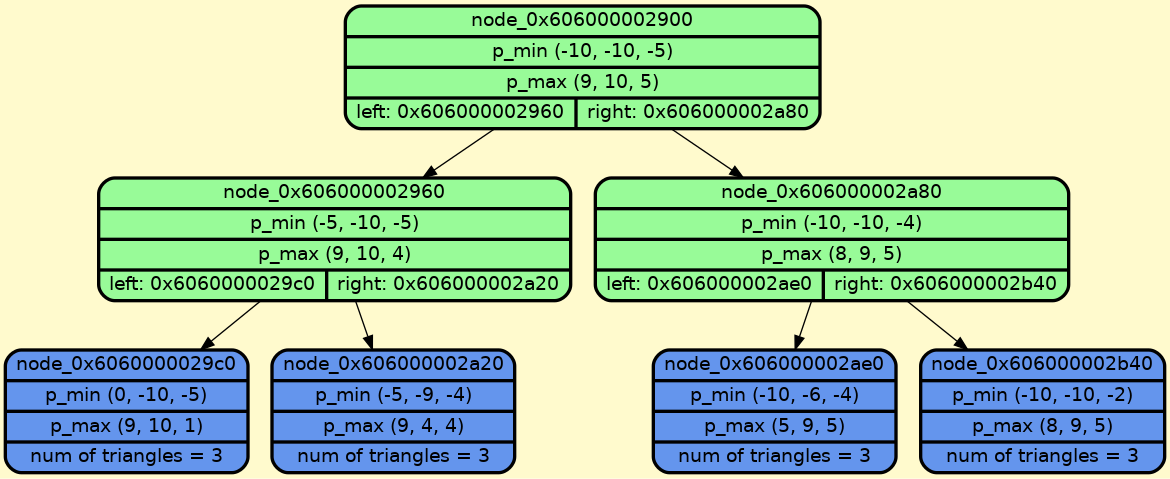 node_0x606000002900
p_min (-10, -10, -5)
p_max (9, 10, 5)
left: 0x606000002960 right: 0x606000002a80
node_0x606000002960
p_min (-5, -10, -5)
p_max (9, 10, 4)
left: 0x6060000029c0 right: 0x606000002a20
node_0x606000002a80
p_min (-10, -10, -4)
p_max (8, 9, 5)
left: 0x606000002ae0 right: 0x606000002b40
node_0x6060000029c0
p_min (0, -10, -5)
p_max (9, 10, 1)
num of triangles = 3
node_0x606000002a20
p_min (-5, -9, -4)
p_max (9, 4, 4)
num of triangles = 3
node_0x606000002ae0
p_min (-10, -6, -4)
p_max (5, 9, 5)
num of triangles = 3
node_0x606000002b40
p_min (-10, -10, -2)
p_max (8, 9, 5)
num of triangles = 3